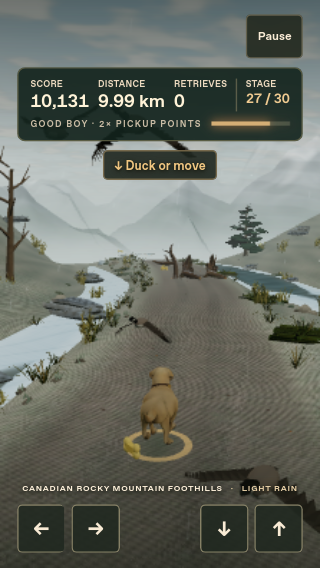 Pause
SCORE DISTANCE RETRIEVES STAGE
10,131 9.99 km 0 27 / 30
GOOD BOY · 2× PICKUP POINTS
↓ Duck or move
CANADIAN ROCKY MOUNTAIN FOOTHILLS · LIGHT RAIN
← → ↓ ↑